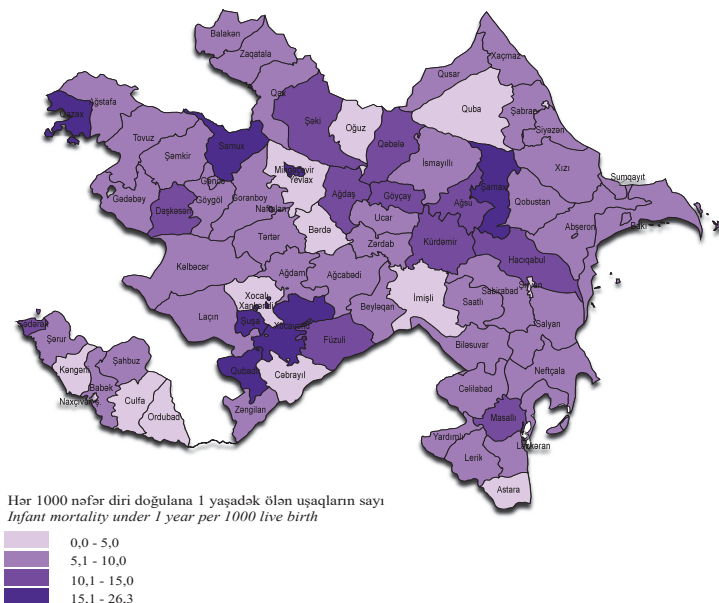 Balakən
Zaqatala
Qax
Xaçmaz
Qusar
Quba
Şabran
Siyəzən
Ağstafa
Qazax
Tovuz
Şəmkir
Samux
Şəki
Oğuz
Qəbələ
İsmayıllı
Xızı
Sumqayıt
Gədəbəy
Daşkəsən
Gəncə
Göygöl
Goranboy
Naftalan
Yevlax
Ağdaş
Göyçay
Ucar
Ağsu
Qobustan
Abşeron
Bakı
Bərdə
Tərtər
Zərdab
Kürdəmir
Hacıqabul
Kəlbəcər
Ağdam
Ağcabədi
Beyləqan
İmişli
Sabirabad
Saatlı
Şirvan
Salyan
Laçın
Xocalı
Xankəndi
Şuşa
Xocavənd
Füzuli
Biləsuvar
Neftçala
Qubadlı
Cəbrayıl
Zəngilan
Cəlilabad
Masallı
Yardımlı
Lerik
Lənkəran
Astara
Sədərək
Şərur
Kəngərli
Şahbuz
Babək
Naxçıvan ş.
Culfa
Ordubad
Hər 1000 nəfər diri doğulana 1 yaşadək ölən uşaqların sayı
Infant mortality under 1 year per 1000 live birth
0,0 - 5,0
5,1 - 10,0
10,1 - 15,0
15,1 - 26,3